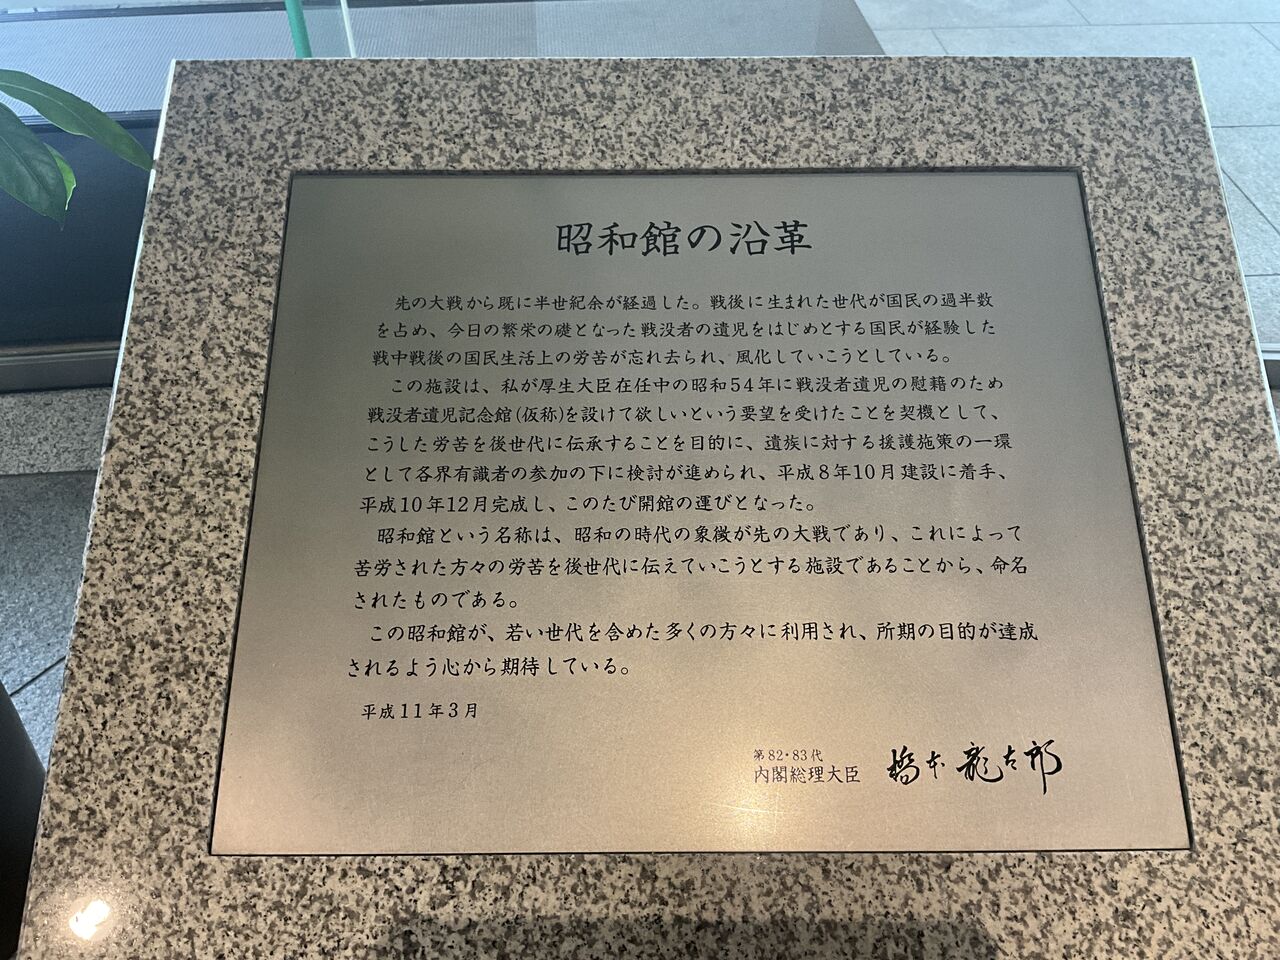 昭和館の沿革
先の大戦から既に半世紀余が経過した。戦後に生まれた世代が国民の過半数
を占め、今日の繁栄の礎となった戦没者の遺児をはじめとする国民が経験した
戦中戦後の国民生活上の労苦が忘れ去られ、風化していこうとしている。
この施設は、私が厚生大臣在任中の昭和54年に戦没者遺児の慰藉のため
戦没者遺児記念館(仮称)を設けて欲しいという要望を受けたことを契機として、
こうした労苦を後世代に伝承することを目的に、遺族に対する援護施策の一環
として各界有識者の参加の下に検討が進められ、平成8年10月建設に着手、
平成10年12月完成し、このたび開館の運びとなった。
昭和館という名称は、昭和の時代の象徴が先の大戦であり、これによって
苦労された方々の労苦を後世代に伝えていこうとする施設であることから、命名
されたものである。
この昭和館が、若い世代を含めた多くの方々に利用され、所期の目的が達成
されるよう心から期待している。
平成11年3月
第82・83代
内閣総理大臣 橋本龍太郎